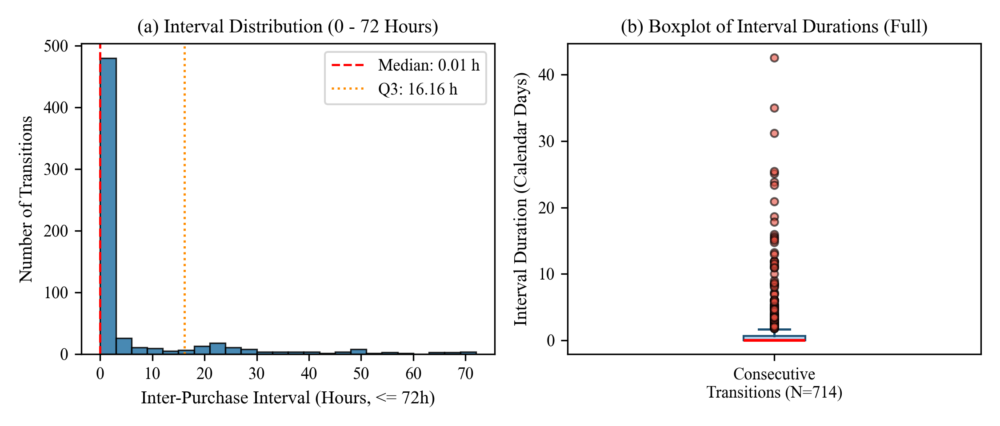 (a) Interval Distribution (0 - 72 Hours)
500
400
300
200
100
0
Number of Transitions
Median: 0.01 h
Q3: 16.16 h
0 10 20 30 40 50 60 70
Inter-Purchase Interval (Hours, <= 72h)
(b) Boxplot of Interval Durations (Full)
40
30
20
10
0
Interval Duration (Calendar Days)
Consecutive
Transitions (N=714)